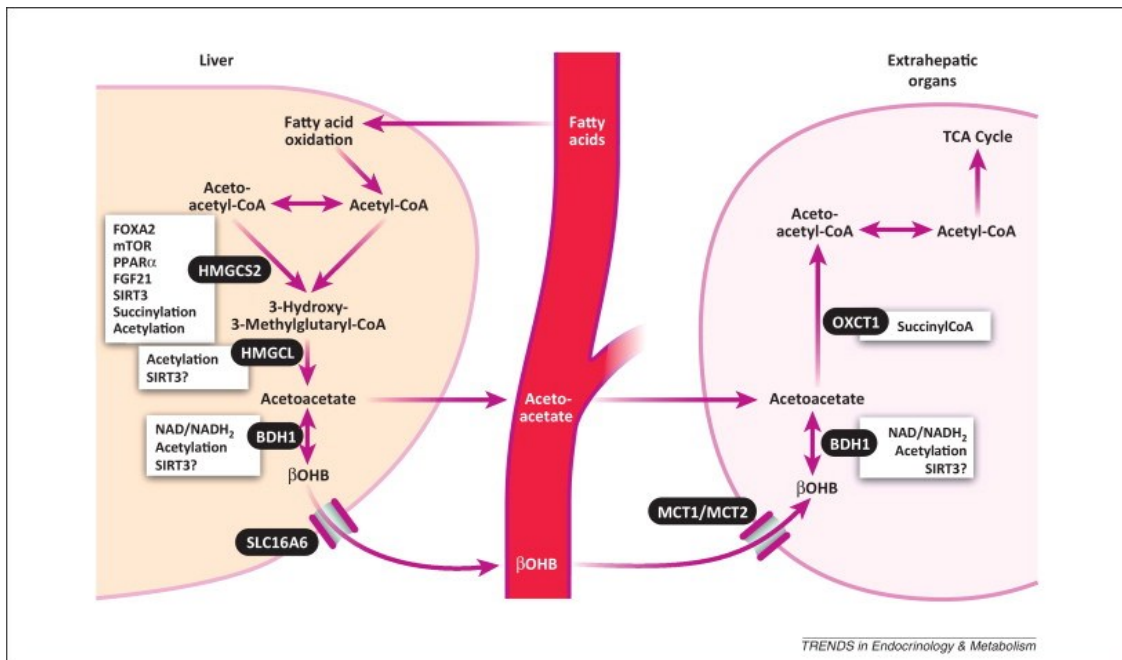 Liver
Fatty acid
oxidation
Aceto-
acetyl-CoA
Acetyl-CoA
FOXA2
mTOR
PPARα
FGF21
SIRT3
Succinylation
Acetylation
HMGCS2
3-Hydroxy-
3-Methylglutaryl-CoA
HMGCL
Acetylation
SIRT3?
Acetoacetate
NAD/NADH₂
Acetylation
SIRT3?
BDH1
βOHB
SLC16A6
Fatty
acids
Aceto-
acetate
βOHB
Extrahepatic
organs
TCA Cycle
Aceto-
acetyl-CoA
Acetyl-CoA
OXCT1
SuccinylCoA
Acetoacetate
BDH1
NAD/NADH₂
Acetylation
SIRT3?
βOHB
MCT1/MCT2
TRENDS in Endocrinology & Metabolism